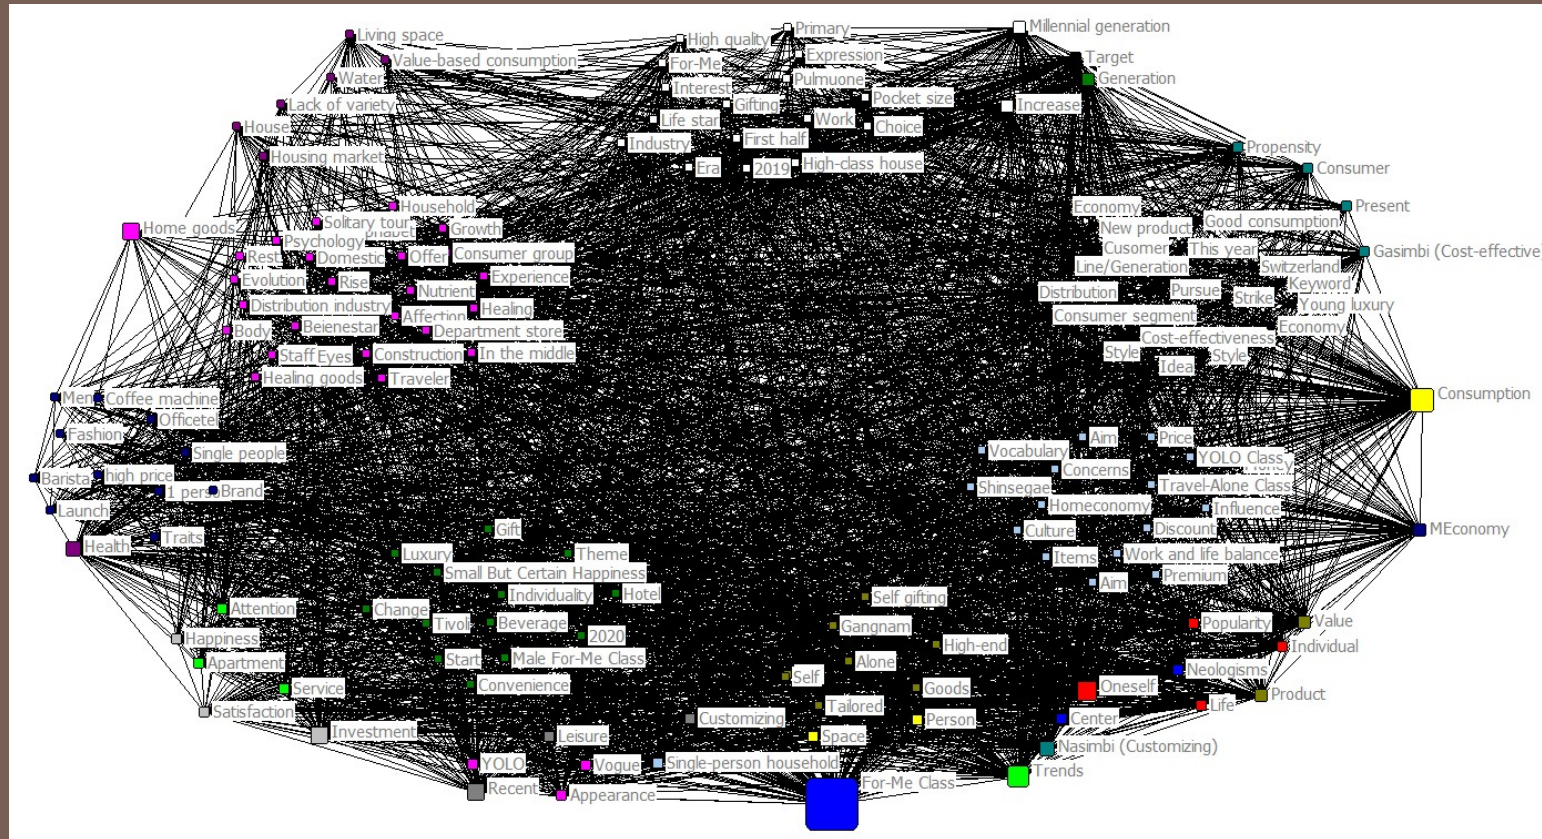 Living space
Value-based consumption
Water
Lack of variety
House
Housing market
High quality
Primary
Millennial generation
For-Me
Expression
Target
Interest
Pulmuone
Generation
Gifting
Pocket size
Increase
Life star
Work
Choice
Industry
First half
Era
2019
High-class house
Propensity
Consumer
Present
Gasimbi (Cost-effective)
Home goods
Household
Solitary tour
Growth
Psychology
Rest
Domestic
Offer
Consumer group
Evolution
Rise
Nutrient
Experience
Distribution industry
Affection
Healing
Body
Beienestar
Department store
Staff
Eyes
Construction
In the middle
Healing goods
Traveler
Economy
New product
Good consumption
Cusomer
This year
Line/Generation
Switzerland
Keyword
Distribution
Pursue
Strike
Young luxury
Consumer segment
Economy
Cost-effectiveness
Style
Style
Idea
Consumption
Men
Coffee machine
Officetel
Fashion
Single people
Barista
high price
1 perso
Brand
Launch
Traits
Health
Aim
Price
Vocabulary
YOLO Class
Money
Concerns
Shinsegae
Travel-Alone Class
Homeconomy
Influence
Culture
Discount
MEconomy
Items
Work and life balance
Aim
Premium
Gift
Luxury
Theme
Small But Certain Happiness
Individuality
Hotel
Attention
Change
Tivoli
Beverage
2020
Happiness
Apartment
Start
Male For-Me Class
Service
Convenience
Satisfaction
Investment
Self gifting
Gangnam
High-end
Alone
Self
Goods
Tailored
Person
Customizing
Leisure
Space
Popularity
Value
Individual
Neologisms
Oneself
Product
Life
Center
Nasimbi (Customizing)
YOLO
Vogue
Single-person household
For-Me Class
Trends
Recent
Appearance